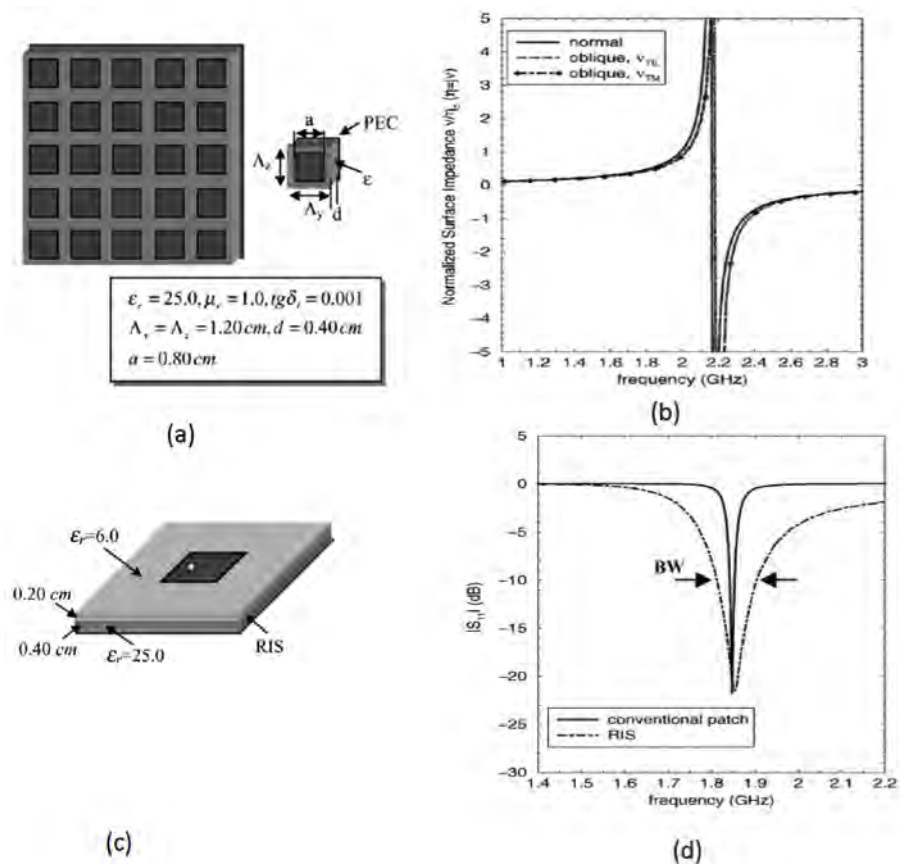 a
PEC
Λz
ε
Λy
d
εr = 25.0, μr = 1.0, tgδε = 0.001
Λy = Λz = 1.20 cm, d = 0.40 cm
a = 0.80 cm
(a)
normal
oblique, νTE
oblique, νTM
Normalized Surface Impedance
5
4
3
2
1
0
-1
-2
-3
-4
-5
1 1.2 1.4 1.6 1.8 2 2.2 2.4 2.6 2.8 3
frequency (GHz)
(b)
εr=6.0
0.20 cm
0.40 cm
εr=25.0
RIS
(c)
|S11| (dB)
5
0
-5
-10
-15
-20
-25
-30
BW
conventional patch
RIS
1.4 1.5 1.6 1.7 1.8 1.9 2 2.1 2.2
frequency (GHz)
(d)